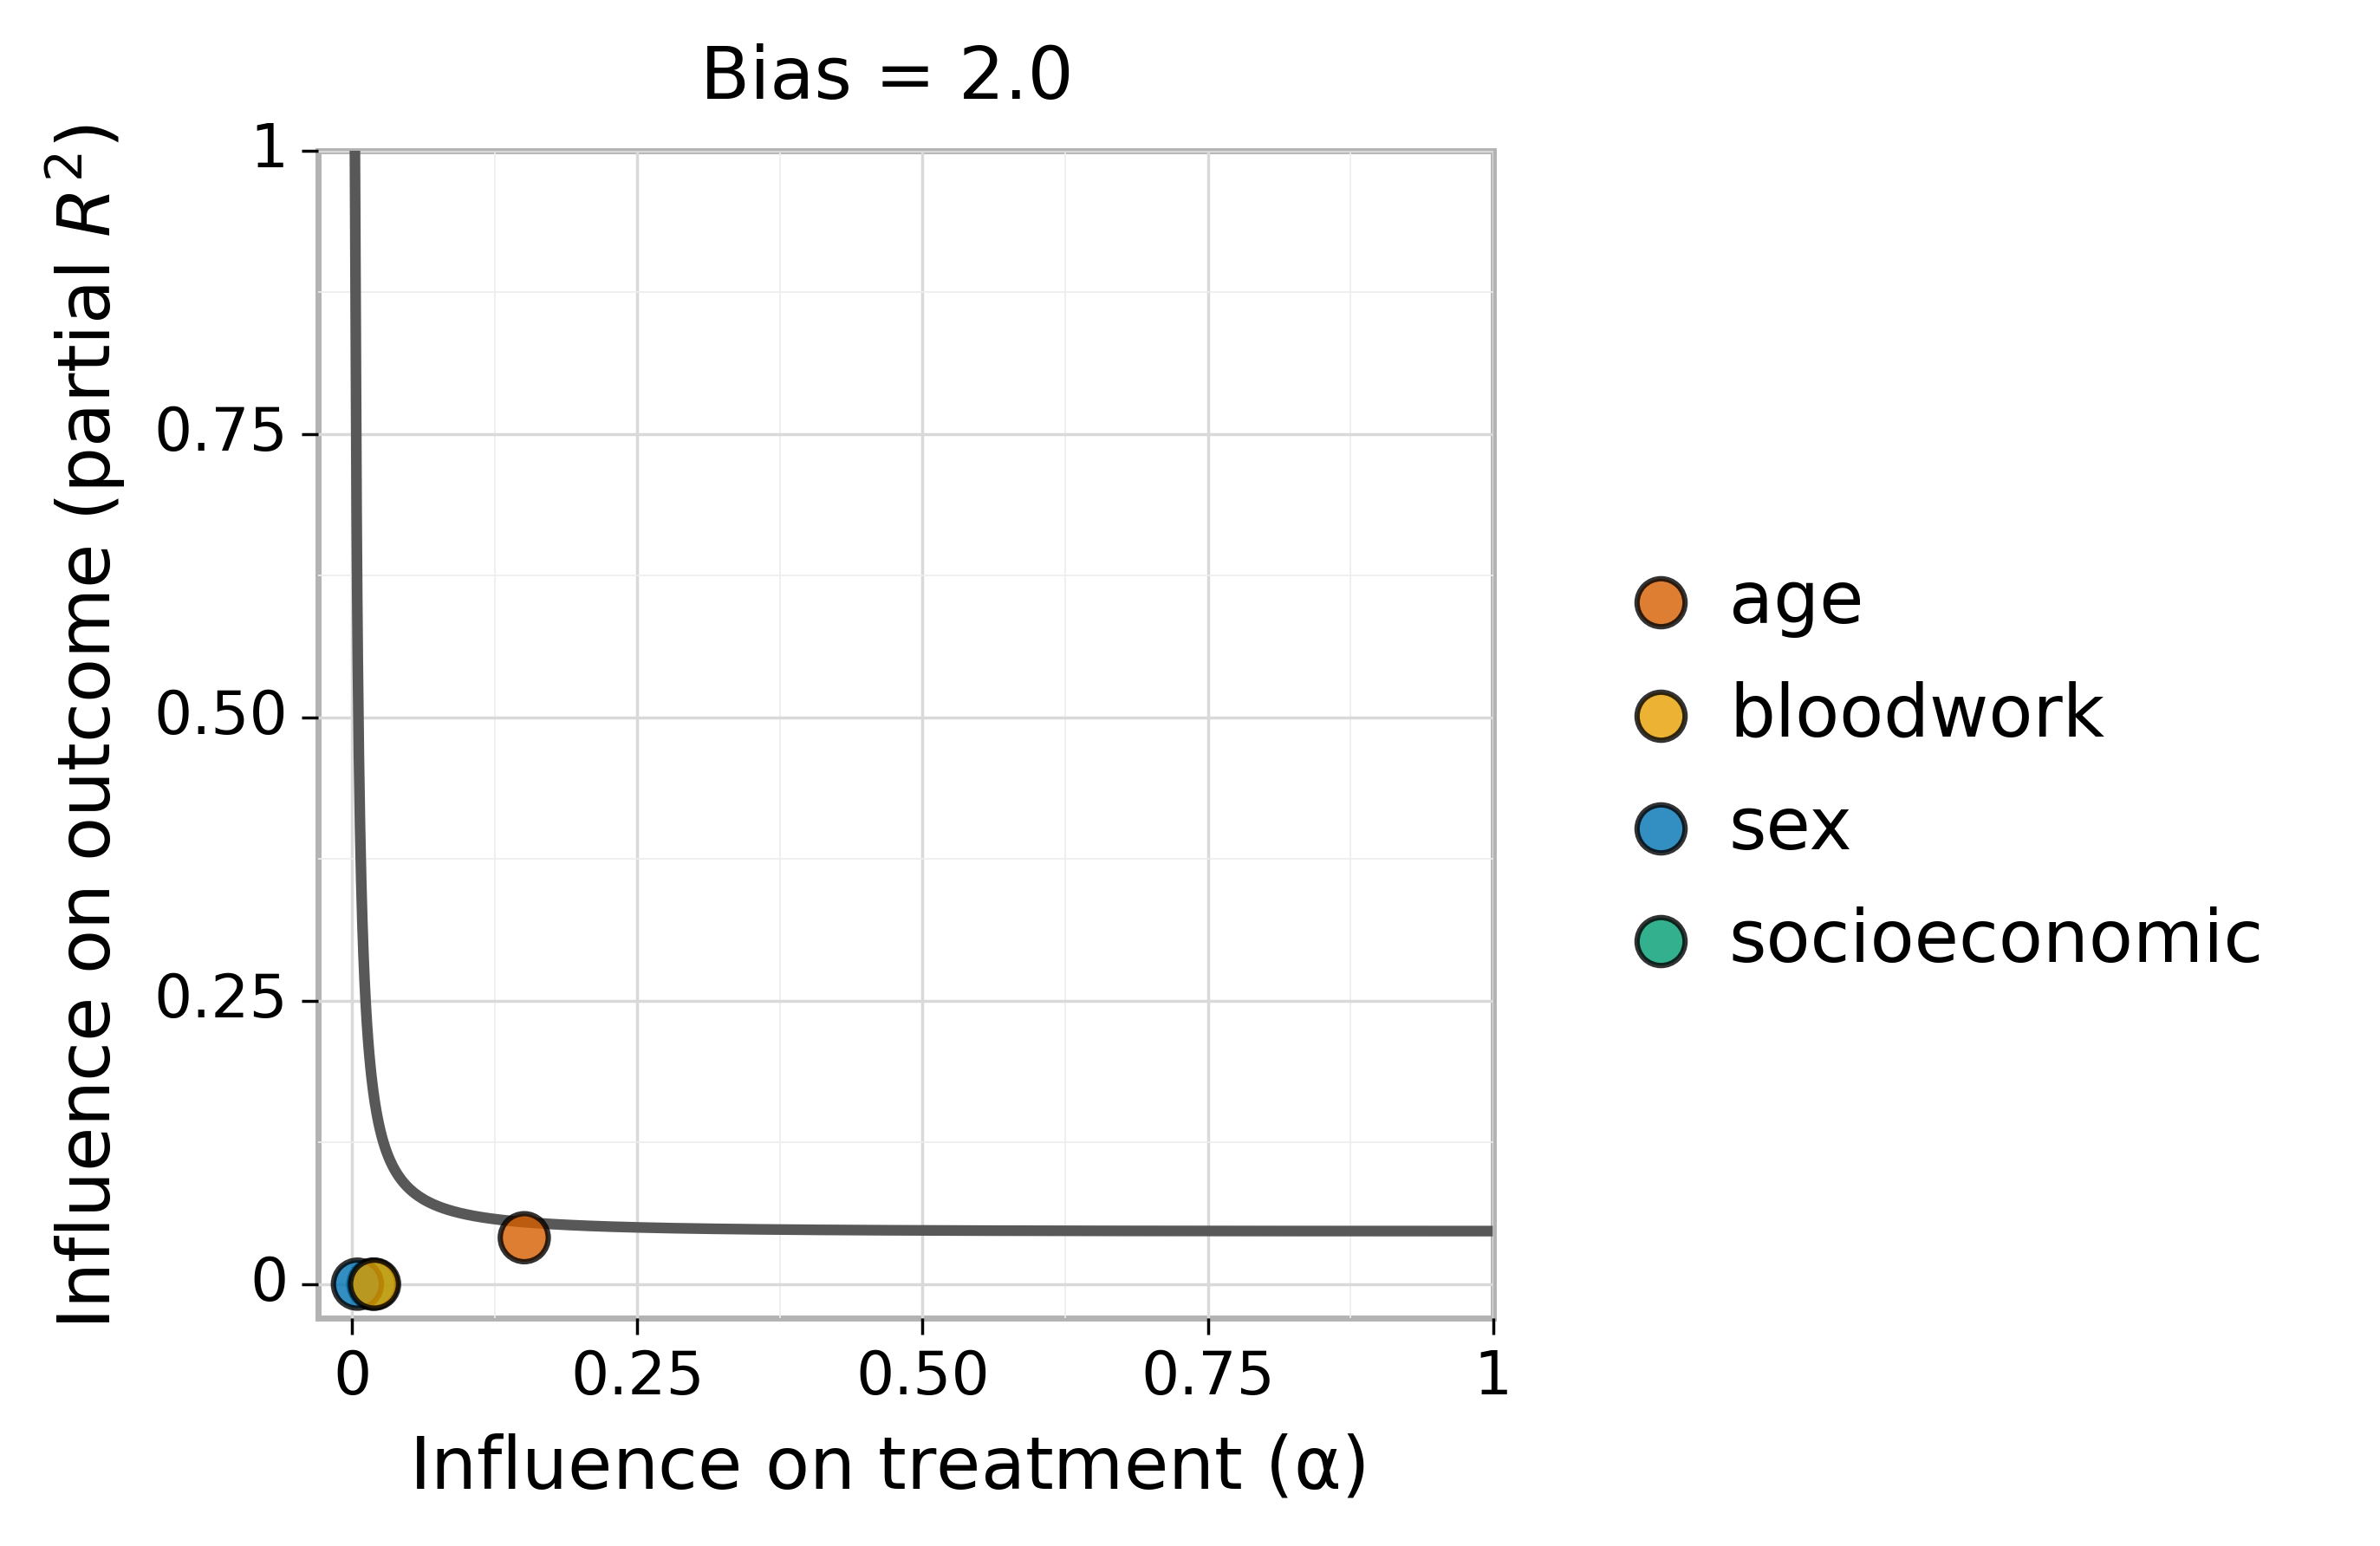 Bias = 2.0
Influence on outcome (partial R²)
1
0.75
0.50
0.25
0
0
0.25
0.50
0.75
1
Influence on treatment (α)
age
bloodwork
sex
socioeconomic